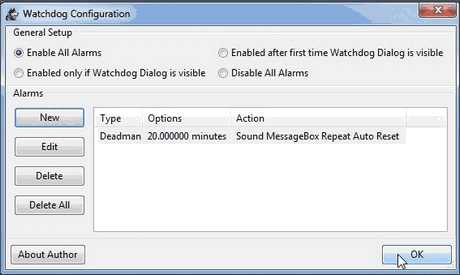 Watchdog Configuration
General Setup
Enable All Alarms
Enabled after first time Watchdog Dialog is visible
Enabled only if Watchdog Dialog is visible
Disable All Alarms
Alarms
New
Edit
Delete
Delete All
Type Options Action
Deadman 20.000000 minutes Sound MessageBox Repeat Auto Reset
About Author
OK